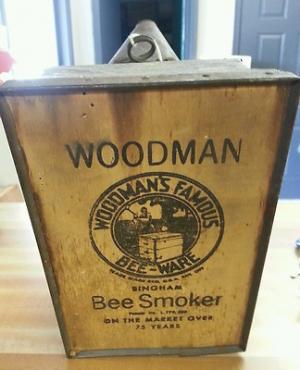 WOODMAN
WOODMAN'S FAMOUS
BEE-WARE
BINGHAM
Bee Smoker
ON THE MARKET OVER
75 YEARS